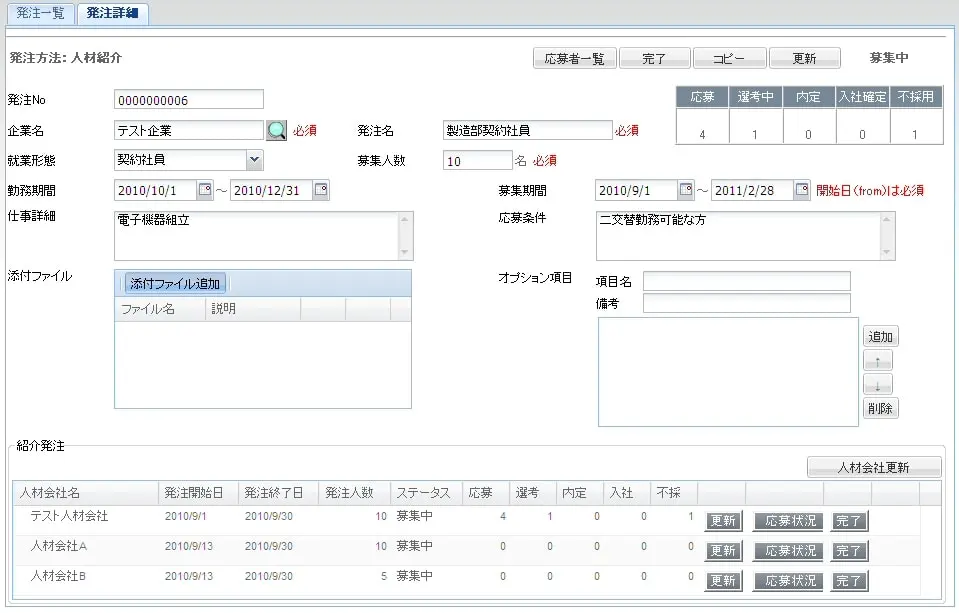 発注一覧 発注詳細
発注方法: 人材紹介 応募者一覧 完了 コピー 更新 募集中
応募 選考中 内定 入社確定 不採用
4 1 0 0 1
発注No 0000000006
企業名 テスト企業 必須 発注名 製造部契約社員 必須
就業形態 契約社員 募集人数 10 名 必須
勤務期間 2010/10/1 ～ 2010/12/31 募集期間 2010/9/1 ～ 2011/2/28 開始日(from)は必須
仕事詳細 電子機器組立 応募条件 二交替勤務可能な方
添付ファイル 添付ファイル追加 オプション項目 項目名
ファイル名 説明 備考
追加
↑
↓
削除
紹介発注
人材会社更新
人材会社名 発注開始日 発注終了日 発注人数 ステータス 応募 選考 内定 入社 不採
テスト人材会社 2010/9/1 2010/9/30 10 募集中 4 1 0 0 1 更新 応募状況 完了
人材会社A 2010/9/13 2010/9/30 10 募集中 0 0 0 0 0 更新 応募状況 完了
人材会社B 2010/9/13 2010/9/30 5 募集中 0 0 0 0 0 更新 応募状況 完了